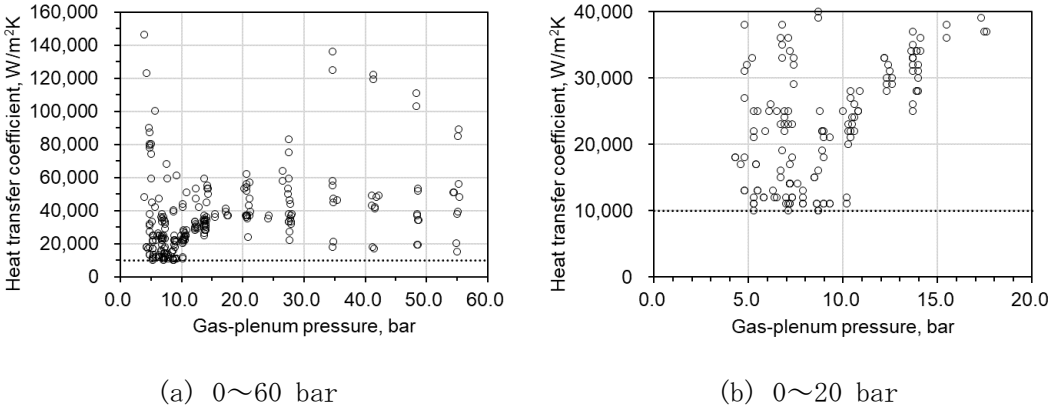 Heat transfer coefficient, W/m²K
160,000
140,000
120,000
100,000
80,000
60,000
40,000
20,000
0
0.0 10.0 20.0 30.0 40.0 50.0 60.0
Gas-plenum pressure, bar
(a) 0～60 bar
Heat transfer coefficient, W/m²K
40,000
30,000
20,000
10,000
0
0.0 5.0 10.0 15.0 20.0
Gas-plenum pressure, bar
(b) 0～20 bar